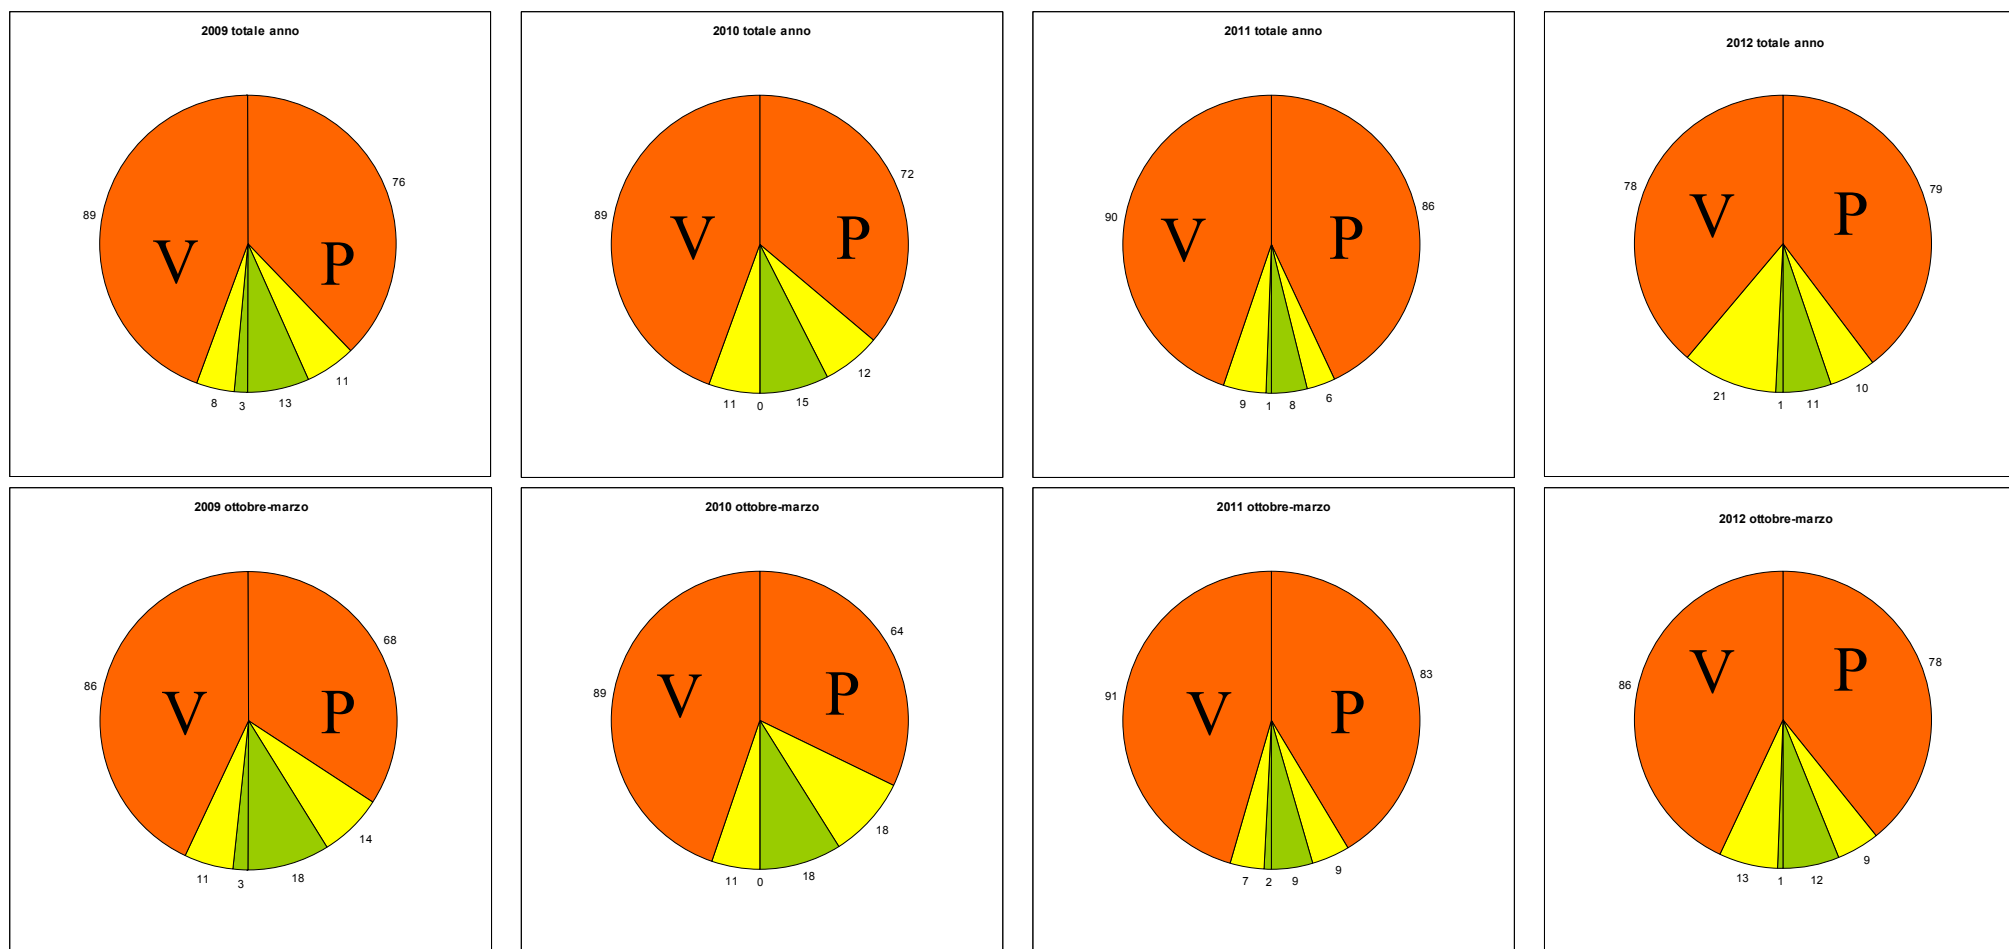 2009 totale anno
76
89
V
P
11
8
3
13
2010 totale anno
72
89
V
P
12
11
0
15
2011 totale anno
86
90
V
P
6
9
1
8
2012 totale anno
79
78
V
P
10
21
1
11
2009 ottobre-marzo
68
86
V
P
14
11
3
18
2010 ottobre-marzo
64
89
V
P
18
11
0
18
2011 ottobre-marzo
83
91
V
P
9
7
2
9
2012 ottobre-marzo
78
86
V
P
9
13
1
12